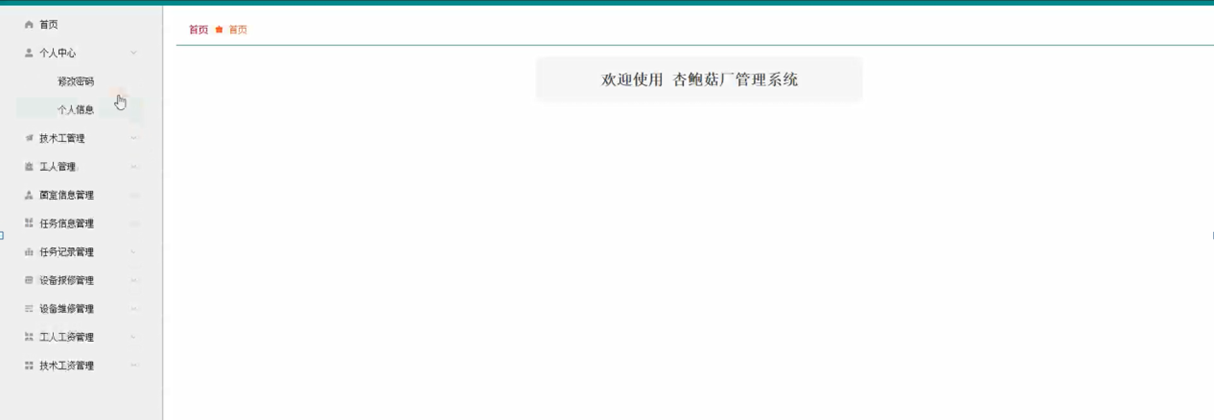 首页
个人中心
修改密码
个人信息
技术工管理
工人管理
菌室信息管理
任务信息管理
任务记录管理
设备报修管理
设备维修管理
工人工资管理
技术工资管理
首页 首页
欢迎使用 杏鲍菇厂管理系统